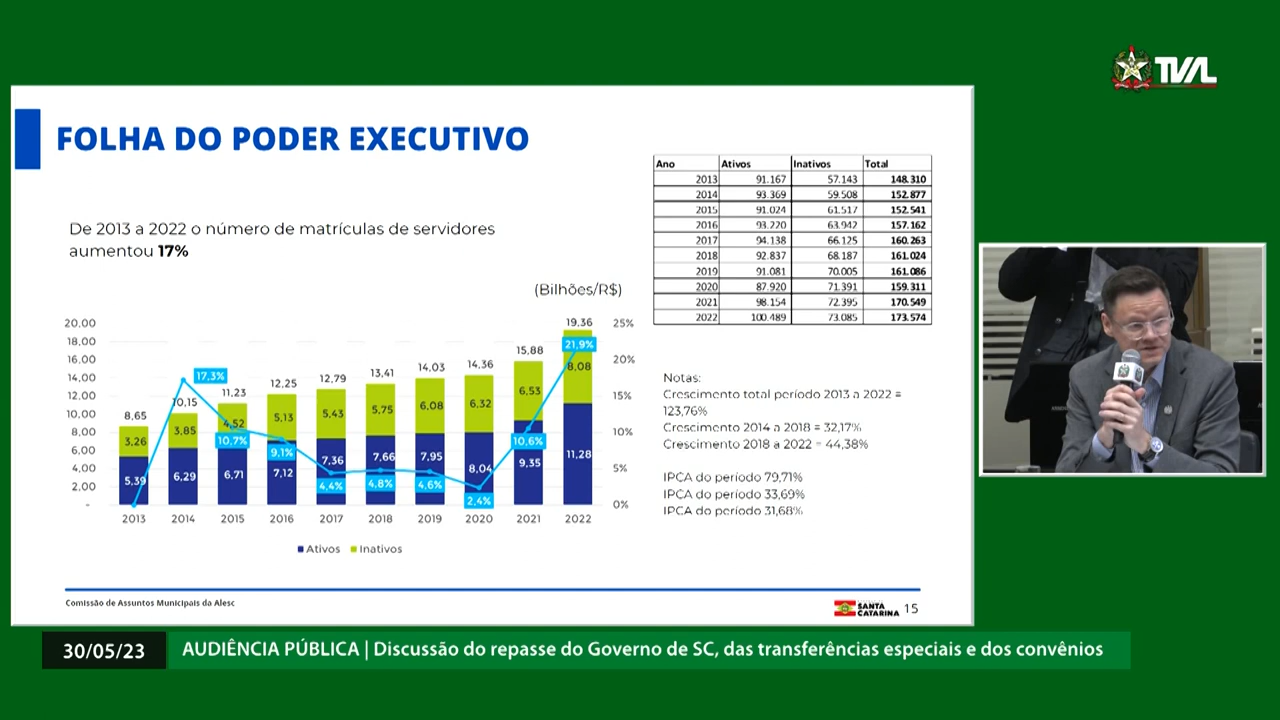 TVAL
FOLHA DO PODER EXECUTIVO
De 2013 a 2022 o número de matrículas de servidores
aumentou 17%
Ano Ativos Inativos Total
2013 91.167 57.143 148.310
2014 93.369 59.508 152.877
2015 91.024 61.517 152.541
2016 93.220 63.942 157.162
2017 94.138 66.125 160.263
2018 92.837 68.187 161.024
2019 91.081 70.005 161.086
2020 87.920 71.391 159.311
2021 98.154 72.395 170.549
2022 100.489 73.085 173.574
(Bilhões/R$)
20,00
18,00
16,00
14,00
12,00
10,00
8,00
6,00
4,00
2,00
-
8,65 10,15 11,23 12,25 12,79 13,41 14,03 14,36 15,88 19,36
3,26 3,85 4,52 5,13 5,43 5,75 6,08 6,32 6,53 8,08
5,39 6,29 6,71 7,12 7,36 7,66 7,95 8,04 9,35 11,28
17,3% 10,7% 9,1% 4,4% 4,8% 4,6% 2,4% 10,6% 21,9%
25%
20%
15%
10%
5%
0%
2013 2014 2015 2016 2017 2018 2019 2020 2021 2022
Ativos Inativos
Notas:
Crescimento total período 2013 a 2022 =
123,76%
Crescimento 2014 a 2018 = 32,17%
Crescimento 2018 a 2022 = 44,38%
IPCA do período 79,71%
IPCA do período 33,69%
IPCA do período 31,68%
Comissão de Assuntos Municipais da Alesc
SANTA
CATARINA 15
30/05/23 AUDIÊNCIA PÚBLICA | Discussão do repasse do Governo de SC, das transferências especiais e dos convênios